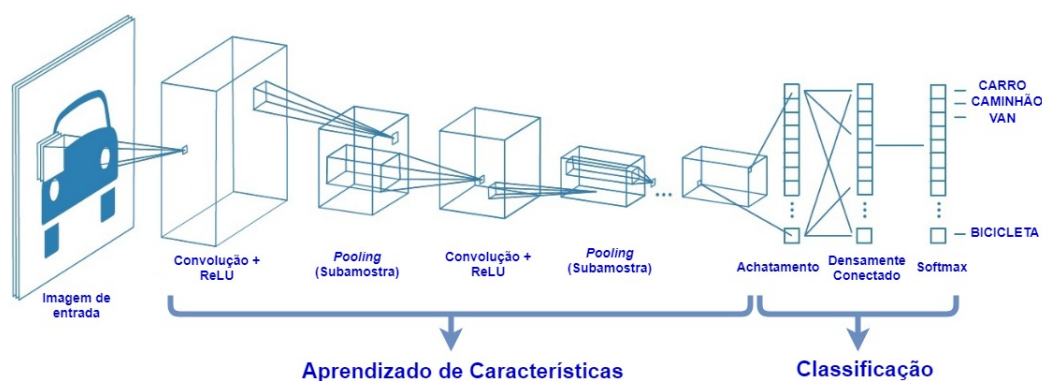 CARRO
CAMINHÃO
VAN
BICICLETA
Imagem de
entrada
Convolução +
ReLU
Pooling
(Subamostra)
Convolução +
ReLU
Pooling
(Subamostra)
Achatamento
Densamente
Conectado
Softmax
Aprendizado de Características
Classificação